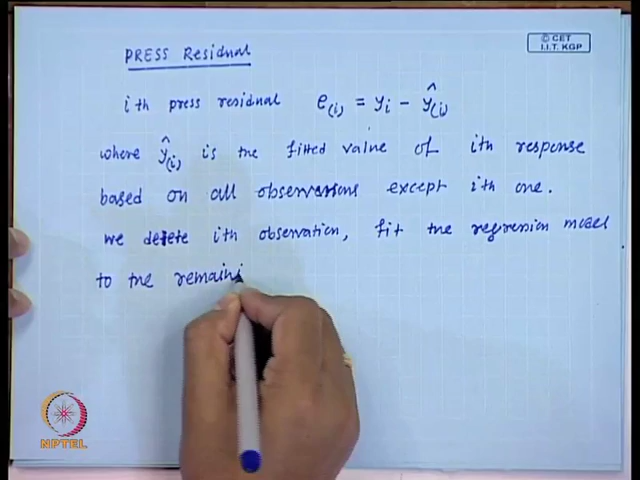 © CET
I.I.T. KGP
PRESS Residual
ith press residual e₍ᵢ₎ = yᵢ − ŷ₍ᵢ₎
where ŷ₍ᵢ₎ is the fitted value of ith response
based on all observations except ith one.
we delete ith observation, fit the regression model
to the remaini
NPTEL